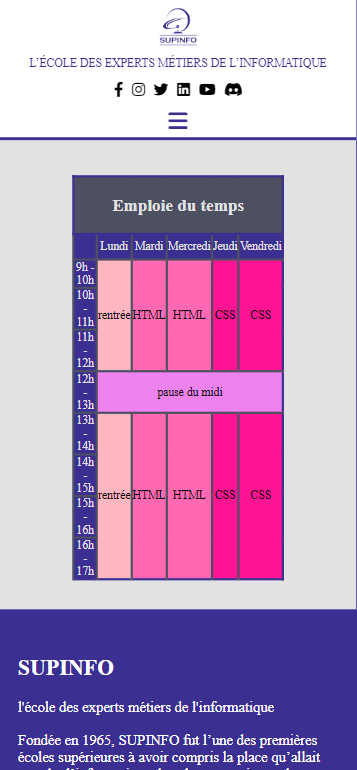 SUPINFO
L’ÉCOLE DES EXPERTS MÉTIERS DE L’INFORMATIQUE
Emploie du temps
Lundi Mardi Mercredi Jeudi Vendredi
9h -
10h
10h
-
11h
11h
-
12h
rentrée HTML HTML CSS CSS
12h
-
13h
pause du midi
13h
-
14h
14h
-
15h
15h
-
16h
16h
-
17h
rentrée HTML HTML CSS CSS
SUPINFO
l'école des experts métiers de l'informatique
Fondée en 1965, SUPINFO fut l’une des premières
écoles supérieures à avoir compris la place qu’allait